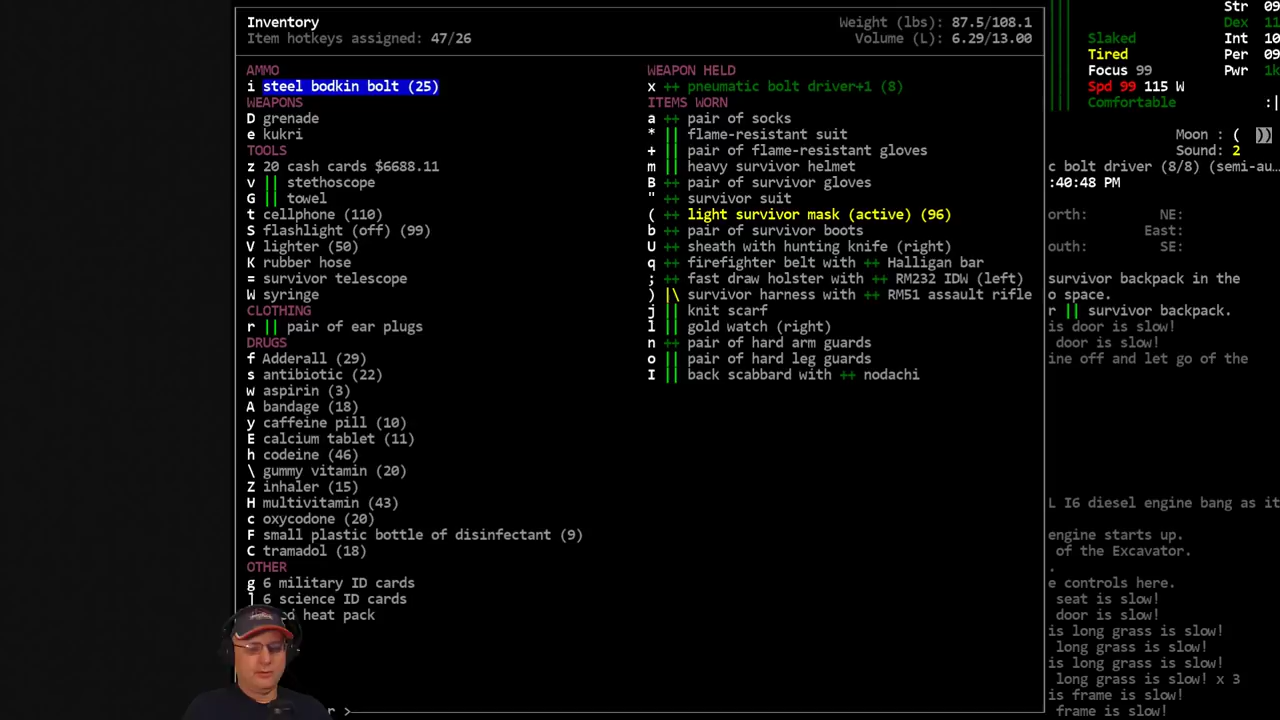 Inventory
Weight (lbs): 87.5/108.1
Item hotkeys assigned: 47/26
Volume (L): 6.29/13.00
AMMO
i steel bodkin bolt (25)
WEAPONS
D grenade
e kukri
TOOLS
z 20 cash cards $6688.11
v || stethoscope
G || towel
t cellphone (110)
S flashlight (off) (99)
V lighter (50)
K rubber hose
= survivor telescope
W syringe
CLOTHING
r || pair of ear plugs
DRUGS
f Adderall (29)
s antibiotic (22)
w aspirin (3)
A bandage (18)
y caffeine pill (10)
E calcium tablet (11)
h codeine (46)
\ gummy vitamin (20)
Z inhaler (15)
H multivitamin (43)
c oxycodone (20)
F small plastic bottle of disinfectant (9)
C tramadol (18)
OTHER
g 6 military ID cards
] 6 science ID cards
heat pack
r >
WEAPON HELD
x ++ pneumatic bolt driver+1 (8)
ITEMS WORN
a ++ pair of socks
* || flame-resistant suit
+ || pair of flame-resistant gloves
m || heavy survivor helmet
B ++ pair of survivor gloves
" ++ survivor suit
( ++ light survivor mask (active) (96)
b ++ pair of survivor boots
U ++ sheath with hunting knife (right)
q ++ firefighter belt with ++ Halligan bar
; ++ fast draw holster with ++ RM232 IDW (left)
) |\ survivor harness with ++ RM51 assault rifle
j || knit scarf
l || gold watch (right)
n ++ pair of hard arm guards
o || pair of hard leg guards
I || back scabbard with ++ nodachi
Str 09
Dex 11
Slaked Int 10
Tired Per 09
Focus 99 Pwr 1k
Spd 99 115 W
Comfortable :|
Moon : ( ))
Sound: 2
c bolt driver (8/8) (semi-au…
:40:48 PM
orth: NE:
East:
outh: SE:
survivor backpack in the
o space.
r || survivor backpack.
is door is slow!
door is slow!
ine off and let go of the
L I6 diesel engine bang as it
engine starts up.
of the Excavator.
.
e controls here.
seat is slow!
door is slow!
is long grass is slow!
long grass is slow!
is long grass is slow!
long grass is slow! x 3
is frame is slow!
frame is slow!